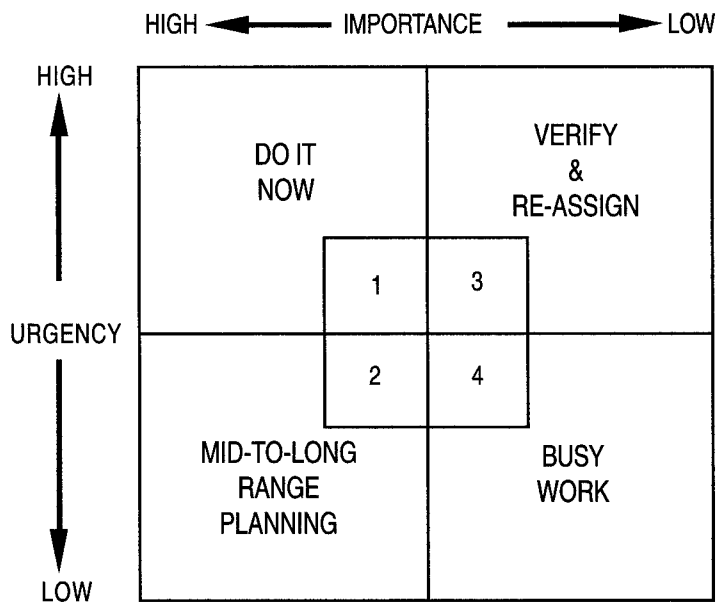 HIGH IMPORTANCE LOW
HIGH
DO IT
NOW
VERIFY
&
RE-ASSIGN
1
3
URGENCY
2
4
MID-TO-LONG
RANGE
PLANNING
BUSY
WORK
LOW